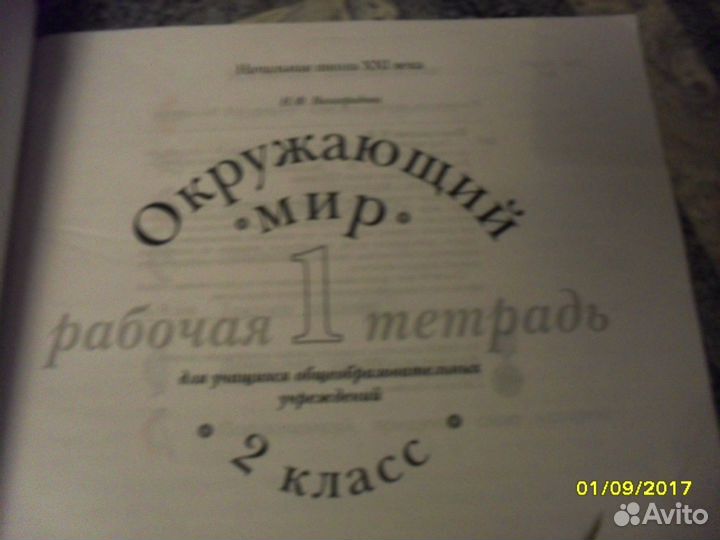 Начальная школа XXI века
Н.Ф. Виноградова
Окружающий
• мир •
рабочая 1 тетрадь
для учащихся общеобразовательных
учреждений
• 2 класс •
01/09/2017
Avito